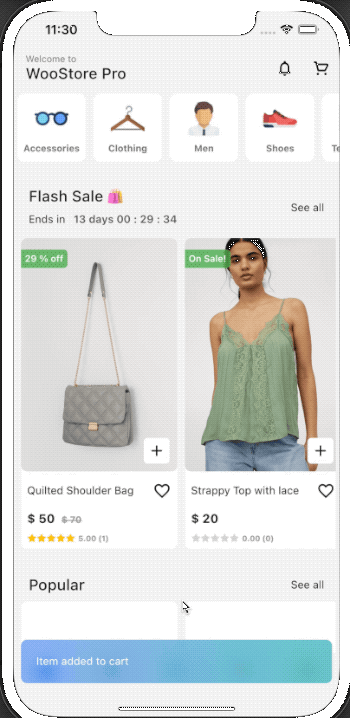 11:30
Welcome to
WooStore Pro
Accessories
Clothing
Men
Shoes
Flash Sale
See all
Ends in 13 days 00 : 29 : 34
29 % off
On Sale!
Quilted Shoulder Bag
Strappy Top with lace
$ 50 $ 70
$ 20
5.00 (1)
0.00 (0)
Popular
See all
Item added to cart